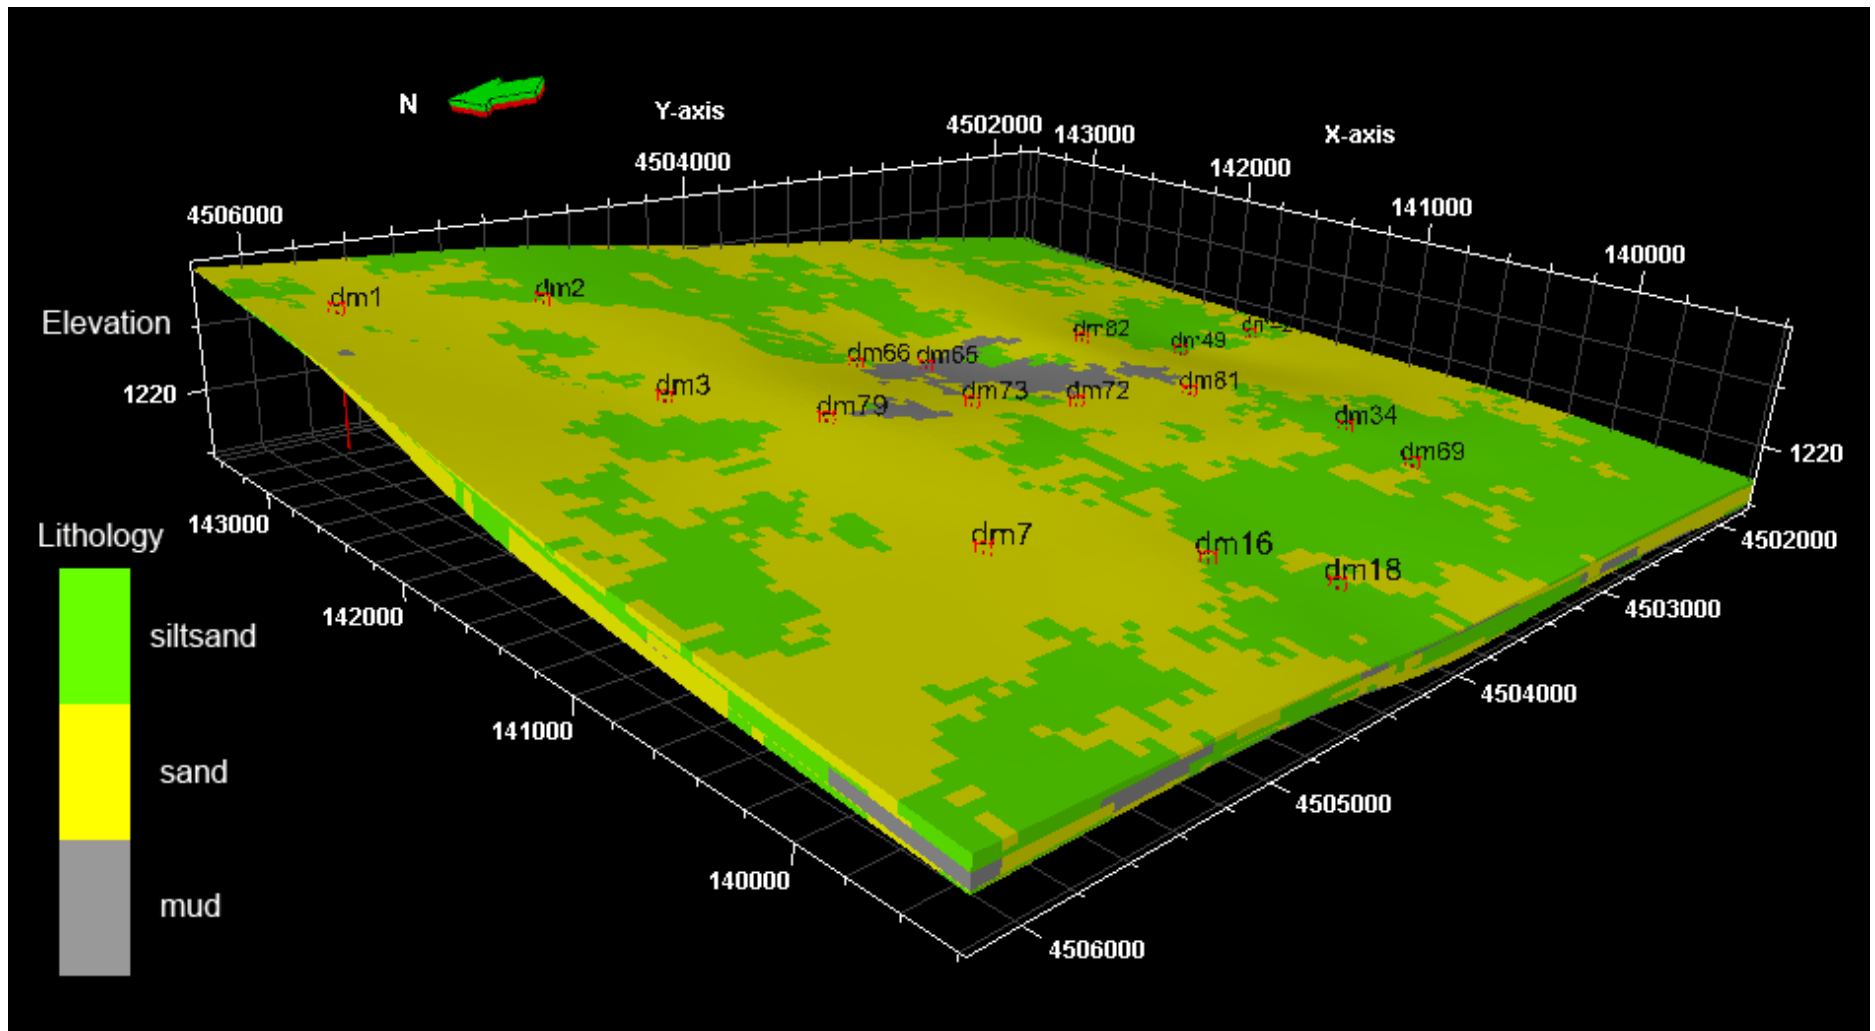 N
Y-axis
X-axis
4506000
4504000
4502000
143000
142000
141000
140000
Elevation
1220
1220
dm1
dm2
dm3
dm66
dm65
dm82
dm49
dm79
dm73
dm72
dm81
dm34
dm69
dm7
dm16
dm18
143000
142000
141000
140000
4502000
4503000
4504000
4505000
4506000
Lithology
siltsand
sand
mud